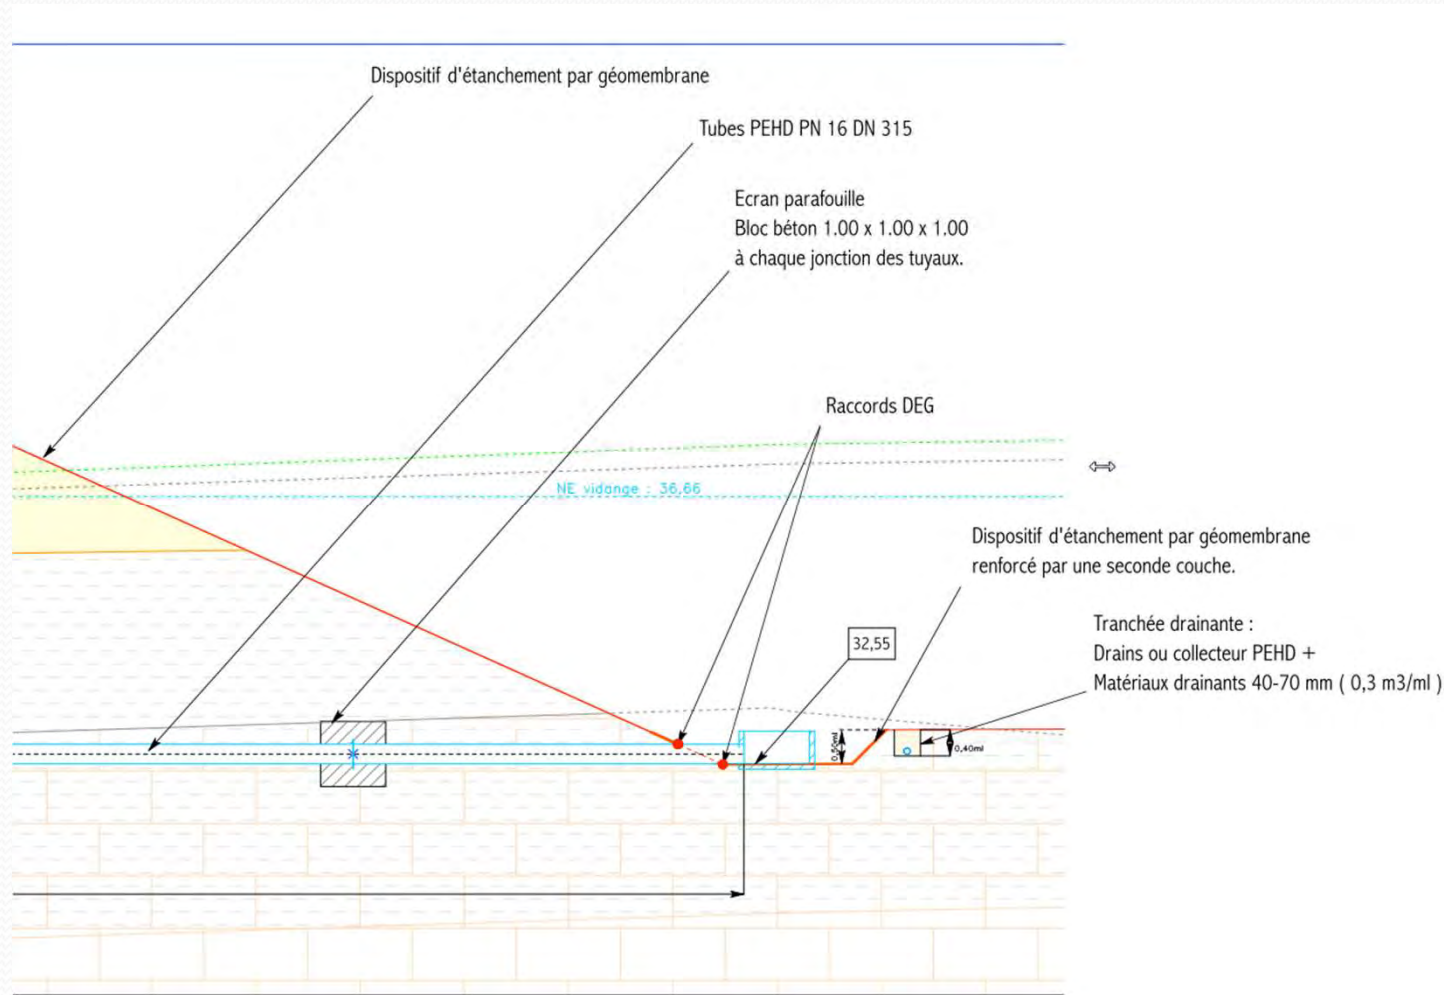 Dispositif d'étanchement par géomembrane
Tubes PEHD PN 16 DN 315
Ecran parafouille
Bloc béton 1.00 x 1.00 x 1.00
à chaque jonction des tuyaux.
Raccords DEG
NE vidange : 36,66
Dispositif d'étanchement par géomembrane
renforcé par une seconde couche.
32,55
Tranchée drainante :
Drains ou collecteur PEHD +
Matériaux drainants 40-70 mm ( 0,3 m3/ml )
0,50ml
0,40ml